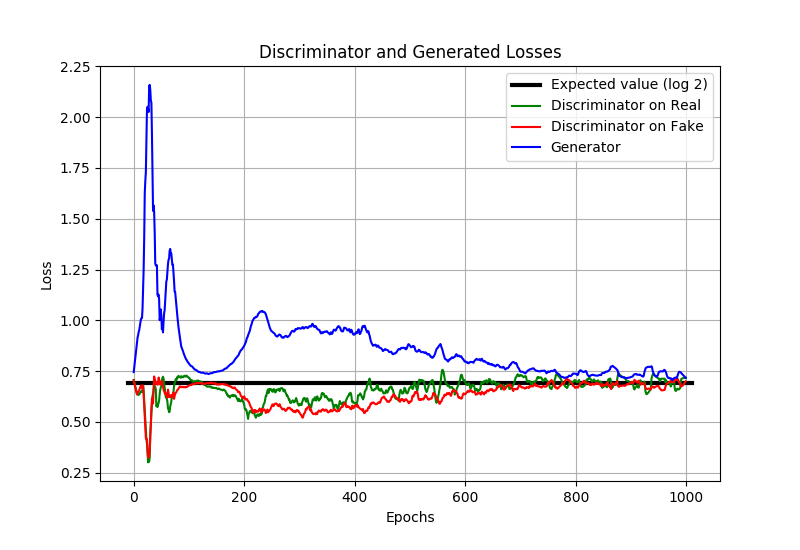 Discriminator and Generated Losses
2.25
2.00
1.75
1.50
1.25
1.00
0.75
0.50
0.25
Loss
Expected value (log 2)
Discriminator on Real
Discriminator on Fake
Generator
0
200
400
600
800
1000
Epochs